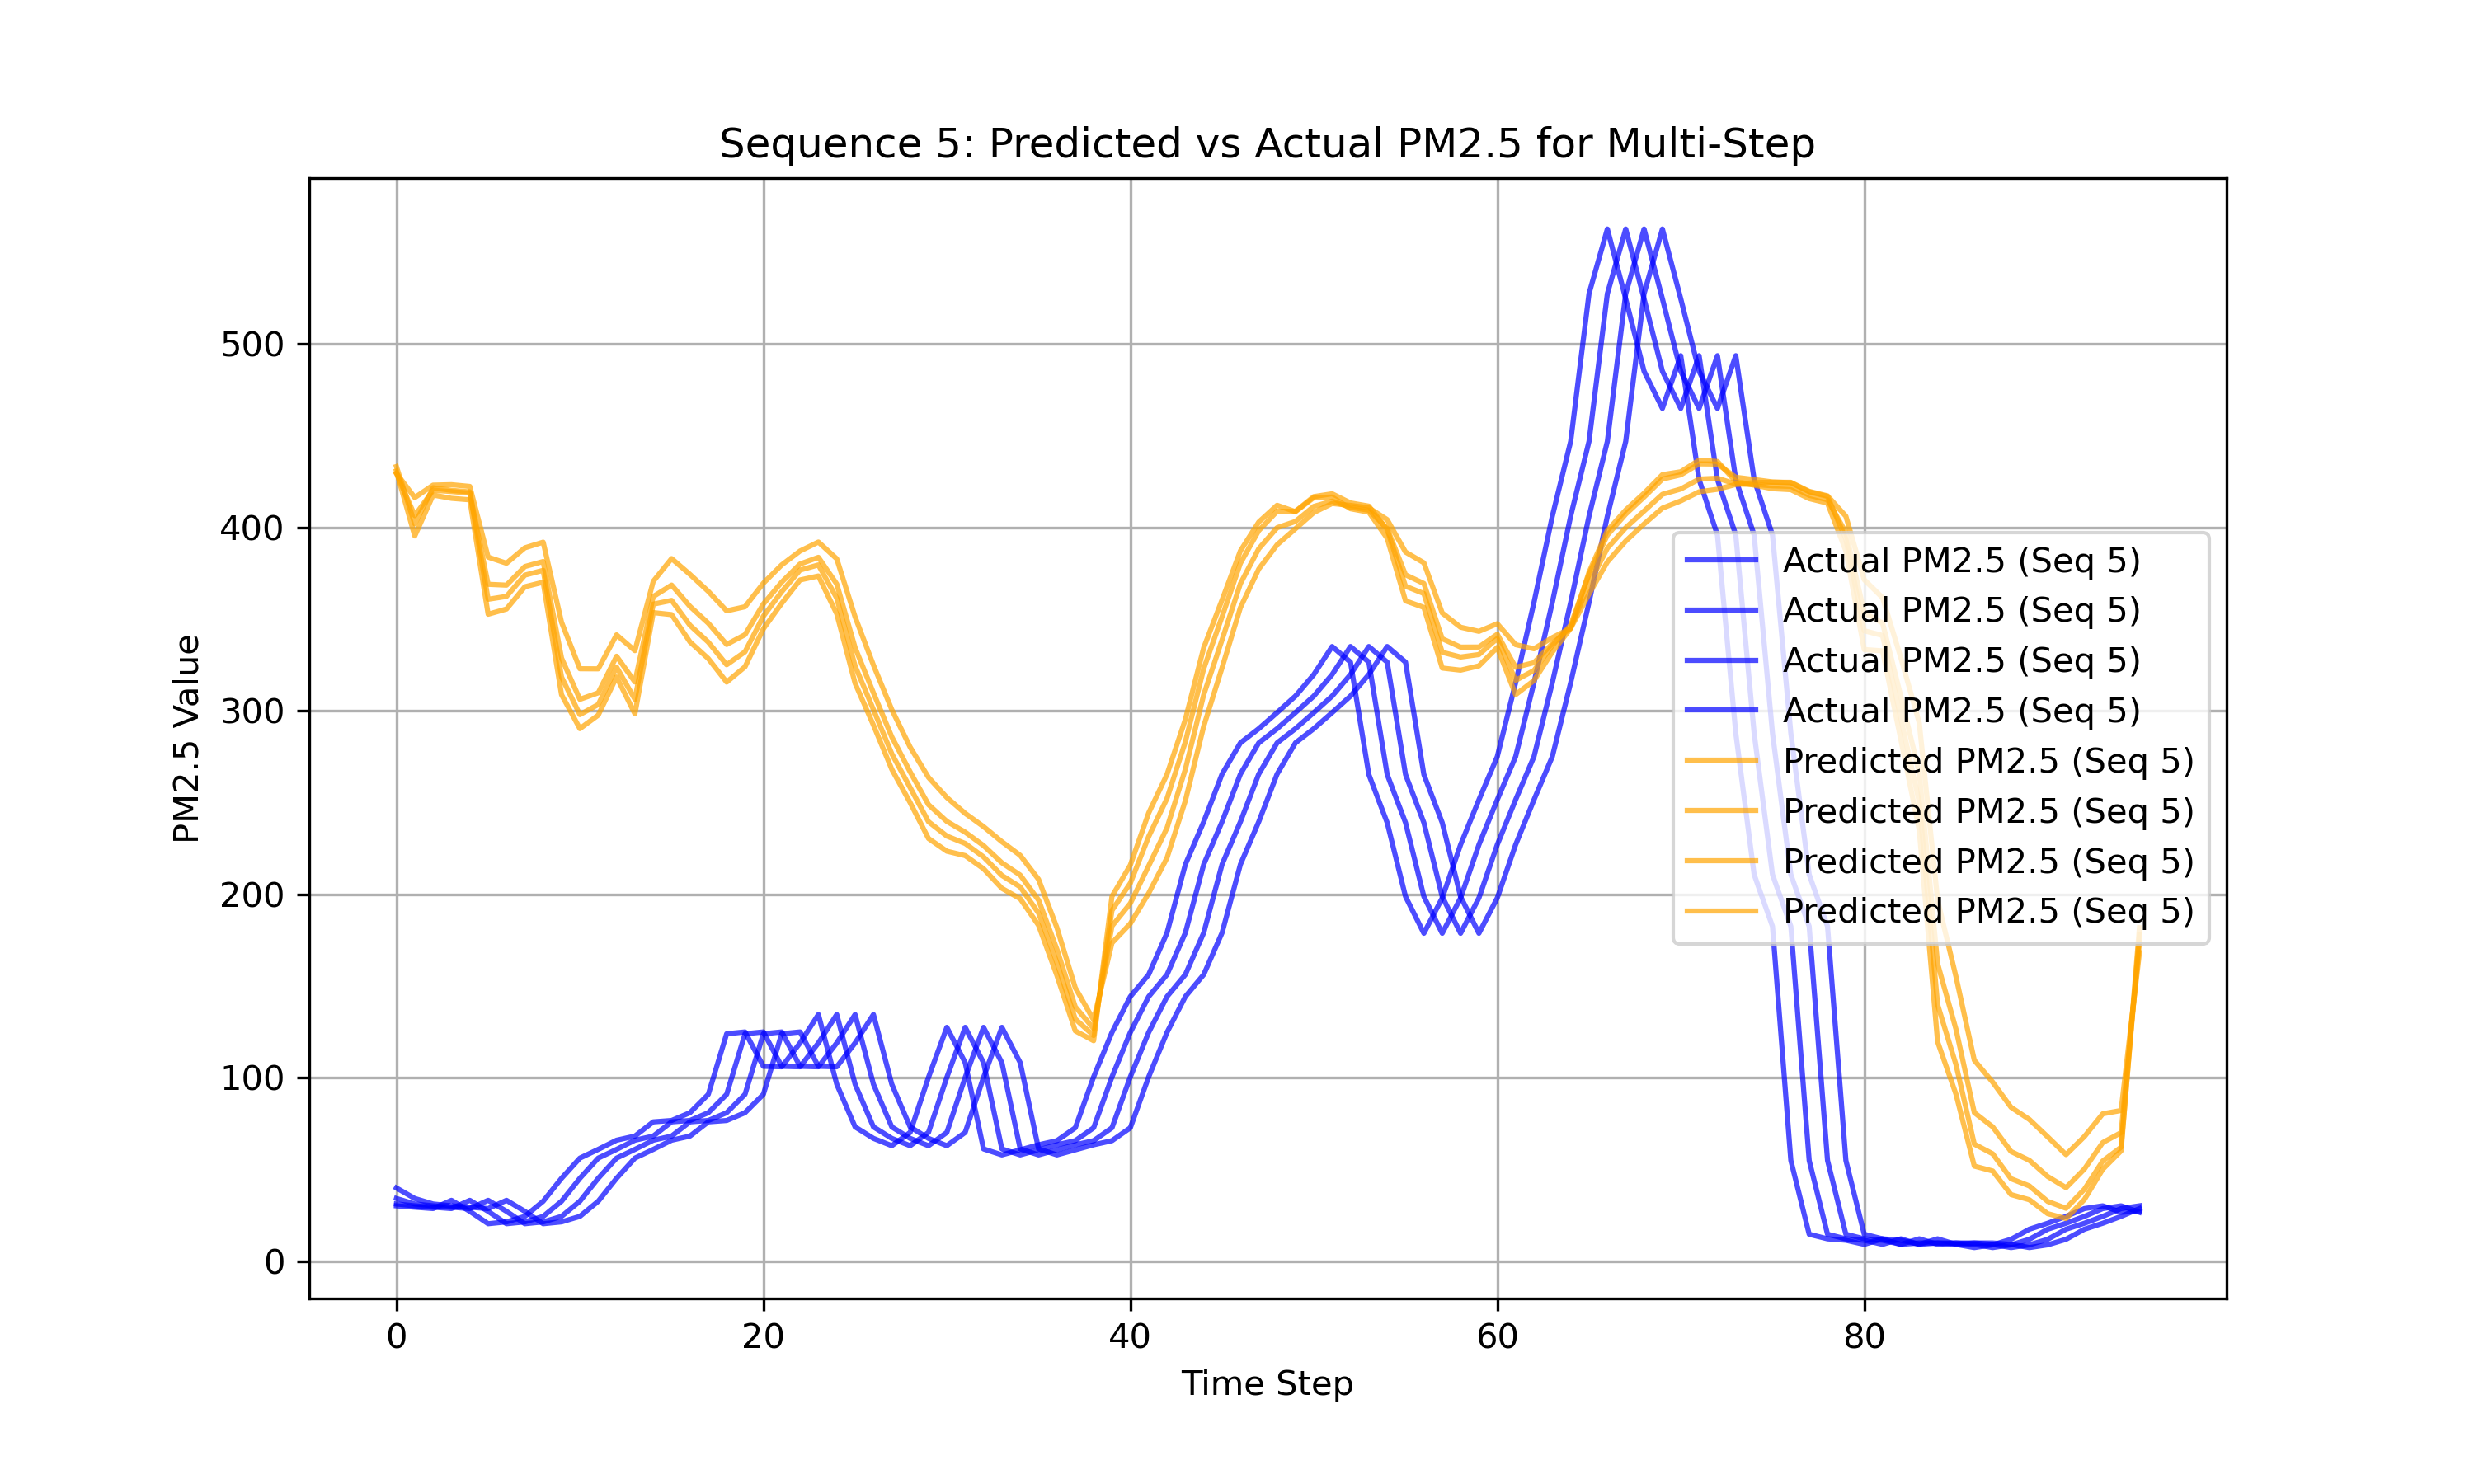 Sequence 5: Predicted vs Actual PM2.5 for Multi-Step
PM2.5 Value
500
400
300
200
100
0
Actual PM2.5 (Seq 5)
Actual PM2.5 (Seq 5)
Actual PM2.5 (Seq 5)
Actual PM2.5 (Seq 5)
Predicted PM2.5 (Seq 5)
Predicted PM2.5 (Seq 5)
Predicted PM2.5 (Seq 5)
Predicted PM2.5 (Seq 5)
0 20 40 60 80
Time Step